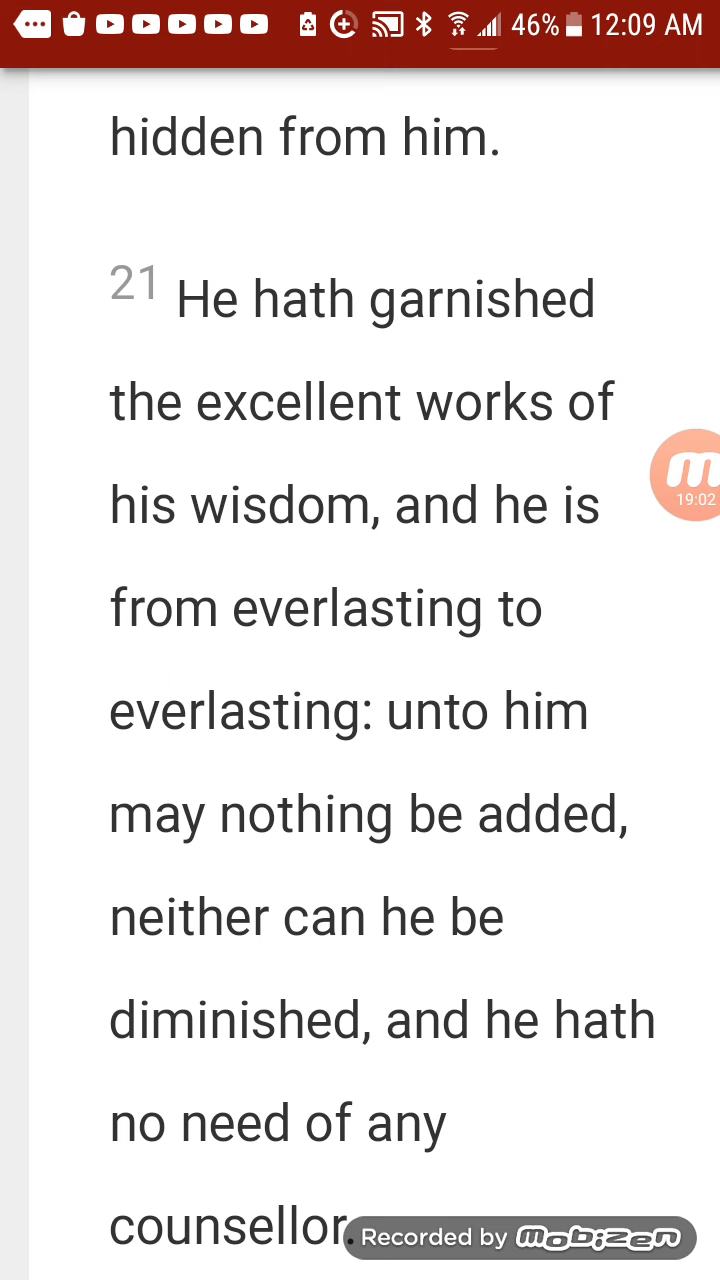 46% 12:09 AM
hidden from him.
21 He hath garnished
the excellent works of
his wisdom, and he is
19:02
from everlasting to
everlasting: unto him
may nothing be added,
neither can he be
diminished, and he hath
no need of any
counsellor.
Recorded by mobizen